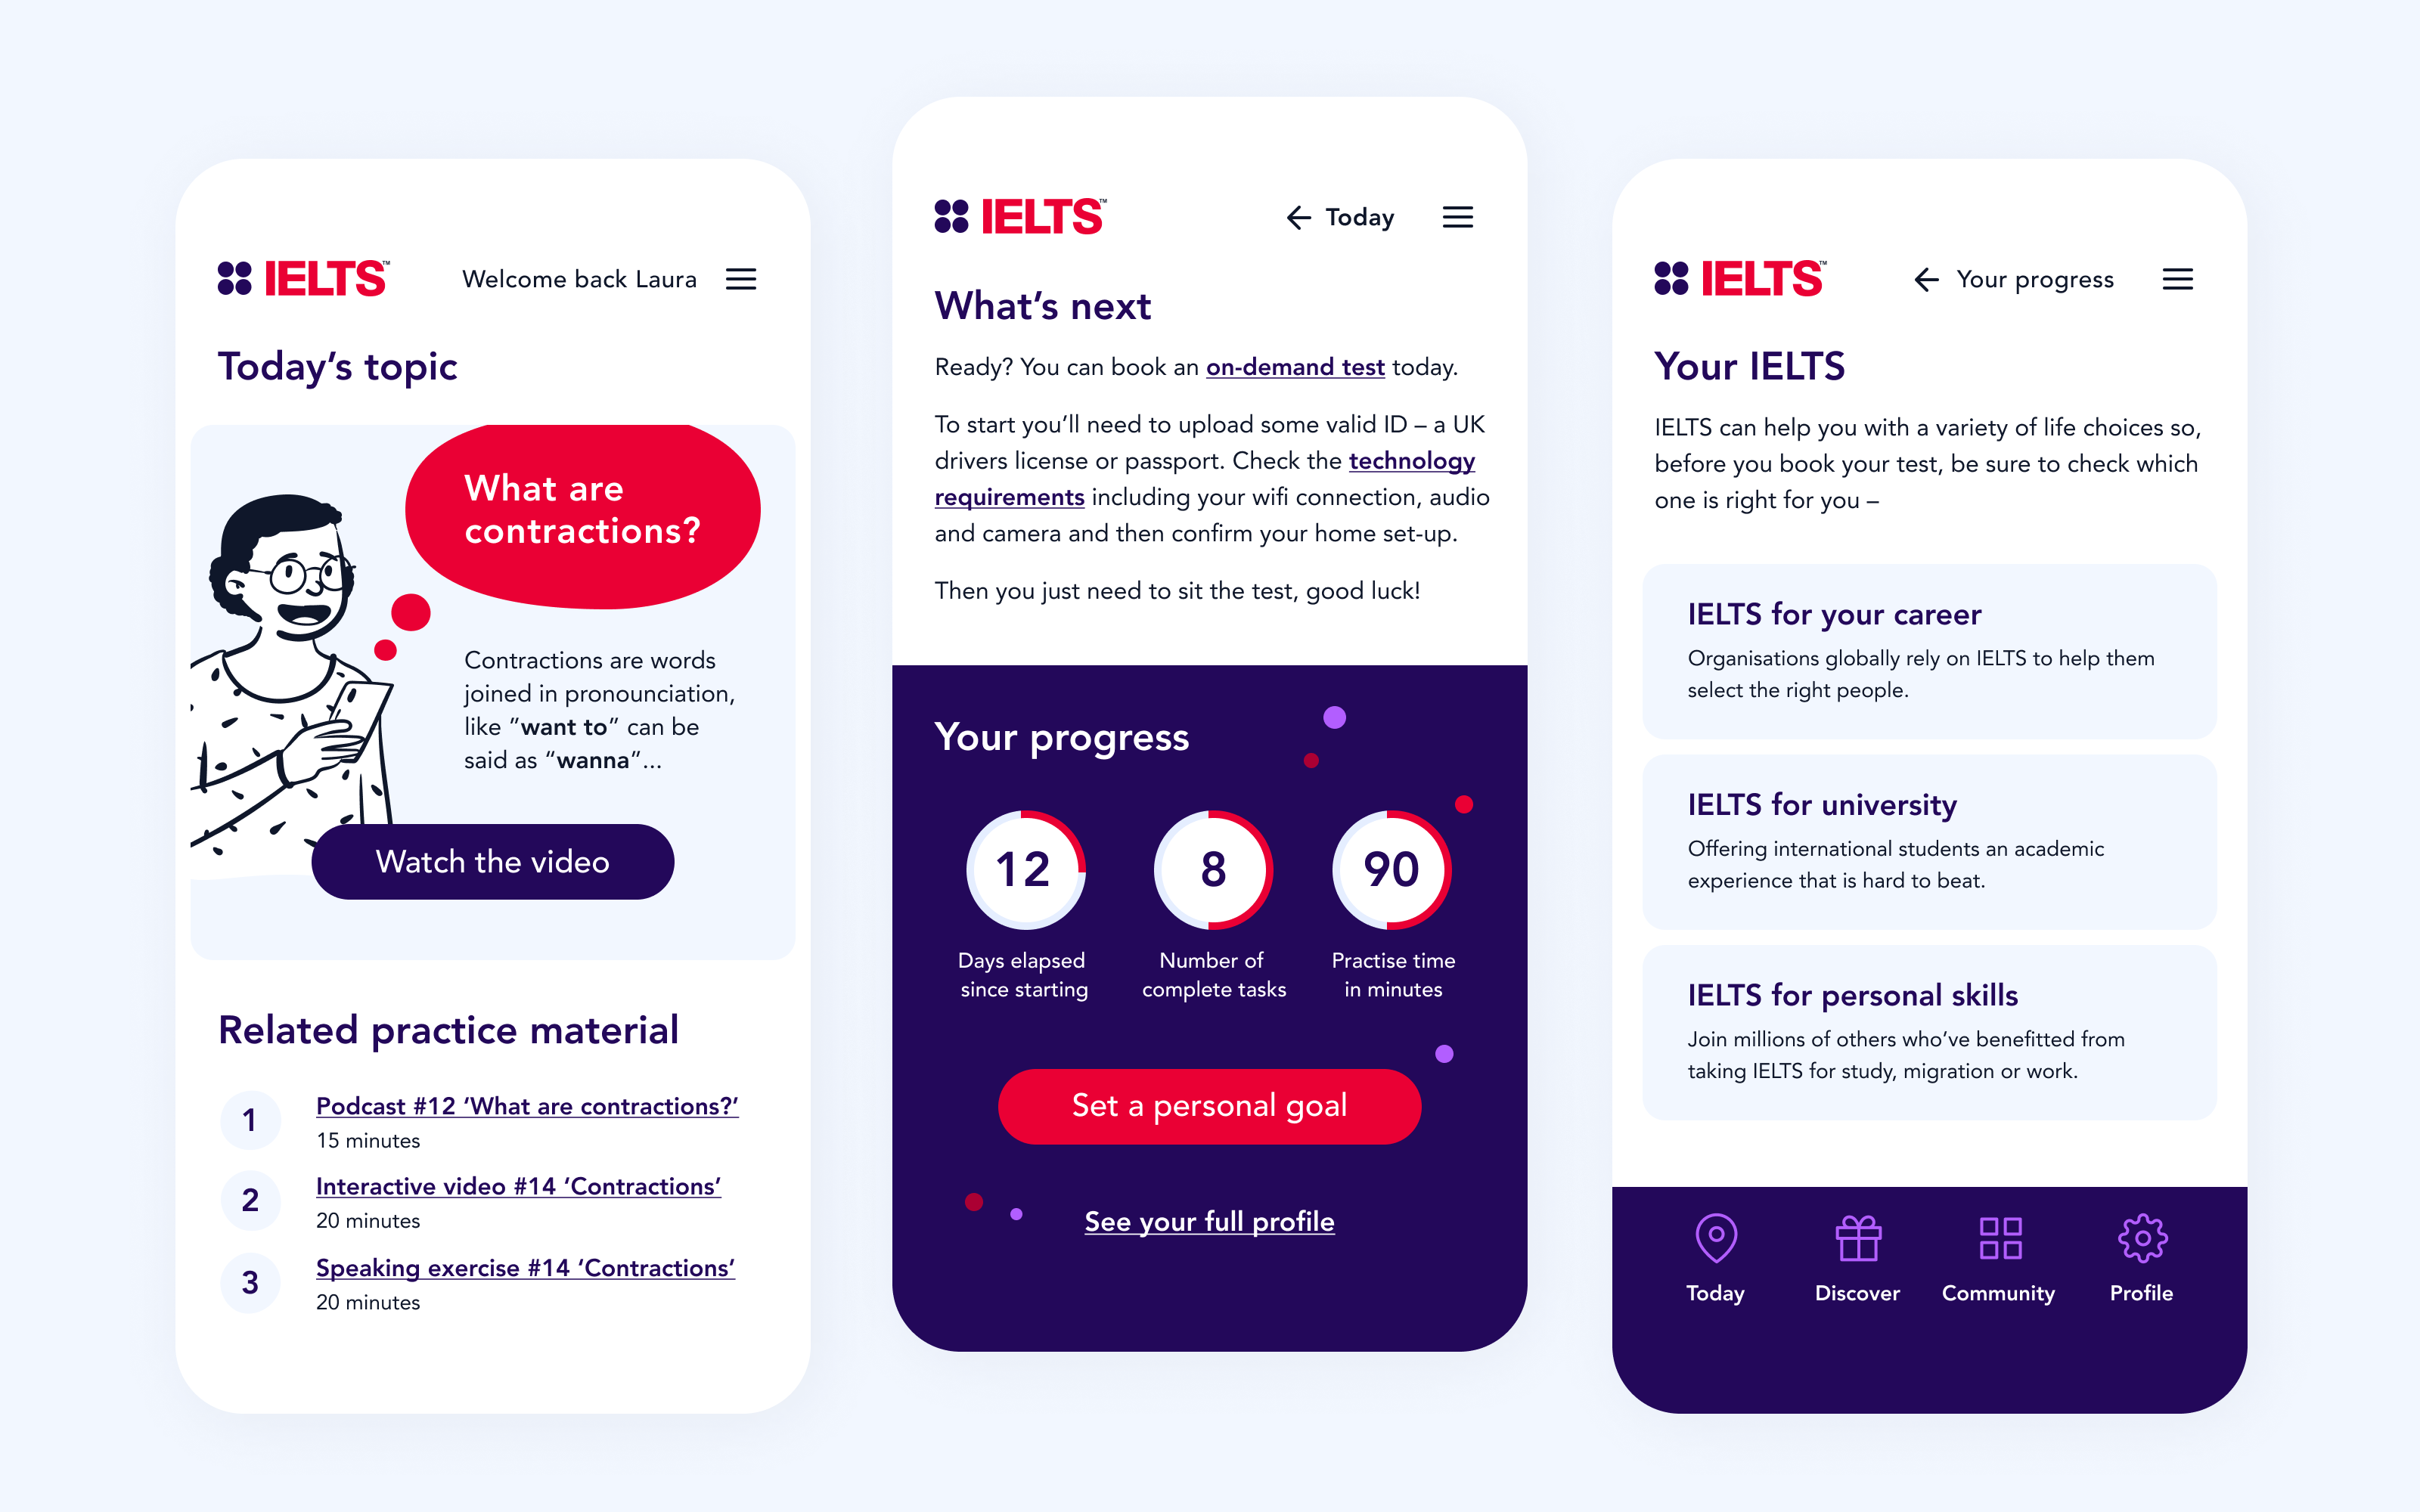 IELTS™
Welcome back Laura
Today’s topic
What are
contractions?
Contractions are words
joined in pronounciation,
like ”want to” can be
said as “wanna”...
Watch the video
Related practice material
1
Podcast #12 ‘What are contractions?’
15 minutes
2
Interactive video #14 ‘Contractions’
20 minutes
3
Speaking exercise #14 ‘Contractions’
20 minutes
IELTS™
Today
What’s next
Ready? You can book an on-demand test today.
To start you’ll need to upload some valid ID – a UK
drivers license or passport. Check the technology
requirements including your wifi connection, audio
and camera and then confirm your home set-up.
Then you just need to sit the test, good luck!
Your progress
12
Days elapsed
since starting
8
Number of
complete tasks
90
Practise time
in minutes
Set a personal goal
See your full profile
IELTS™
Your progress
Your IELTS
IELTS can help you with a variety of life choices so,
before you book your test, be sure to check which
one is right for you –
IELTS for your career
Organisations globally rely on IELTS to help them
select the right people.
IELTS for university
Offering international students an academic
experience that is hard to beat.
IELTS for personal skills
Join millions of others who’ve benefitted from
taking IELTS for study, migration or work.
Today
Discover
Community
Profile